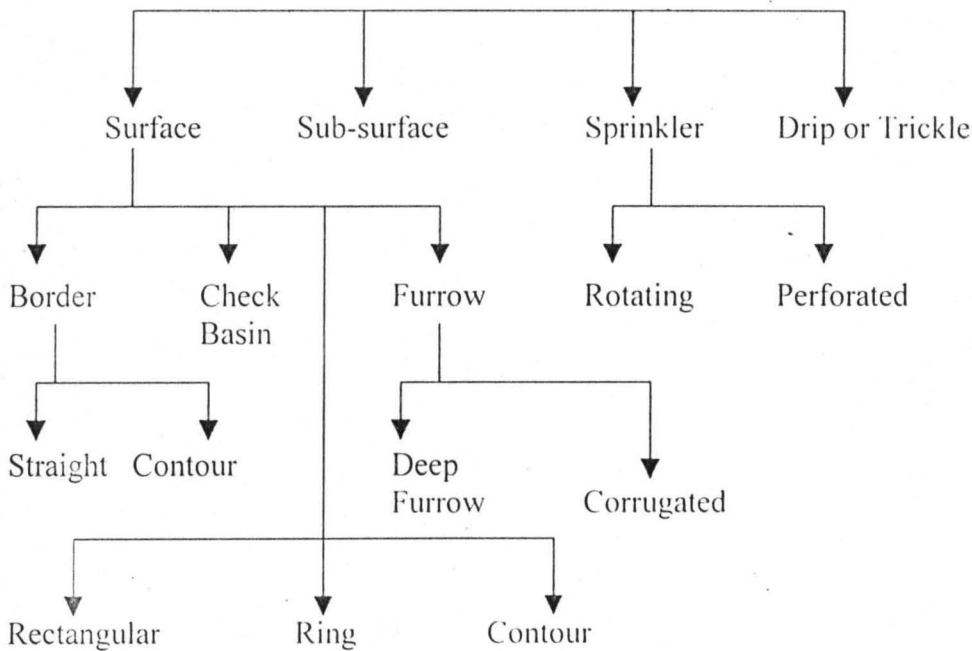 Surface Sub-surface Sprinkler Drip or Trickle
Border Check Basin Furrow Rotating Perforated
Straight Contour Deep Furrow Corrugated
Rectangular Ring Contour